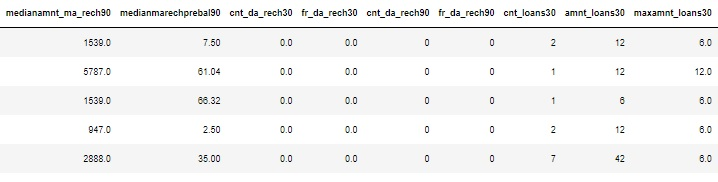 medianamnt_ma_rech90 medianmarechprebal90 cnt_da_rech30 fr_da_rech30 cnt_da_rech90 fr_da_rech90 cnt_loans30 amnt_loans30 maxamnt_loans30
1539.0 7.50 0.0 0.0 0 0 2 12 6.0
5787.0 61.04 0.0 0.0 0 0 1 12 12.0
1539.0 66.32 0.0 0.0 0 0 1 6 6.0
947.0 2.50 0.0 0.0 0 0 2 12 6.0
2888.0 35.00 0.0 0.0 0 0 7 42 6.0